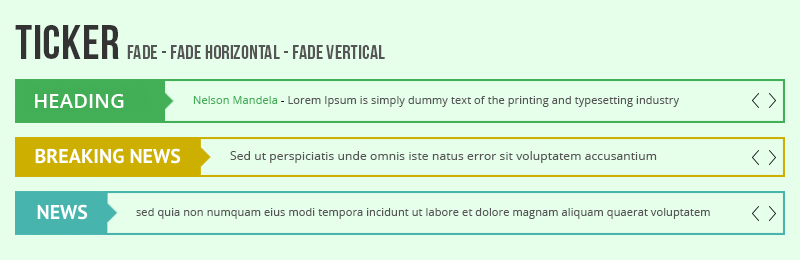 TICKER FADE - FADE HORIZONTAL - FADE VERTICAL
HEADING Nelson Mandela - Lorem Ipsum is simply dummy text of the printing and typesetting industry
BREAKING NEWS Sed ut perspiciatis unde omnis iste natus error sit voluptatem accusantium
NEWS sed quia non numquam eius modi tempora incidunt ut labore et dolore magnam aliquam quaerat voluptatem